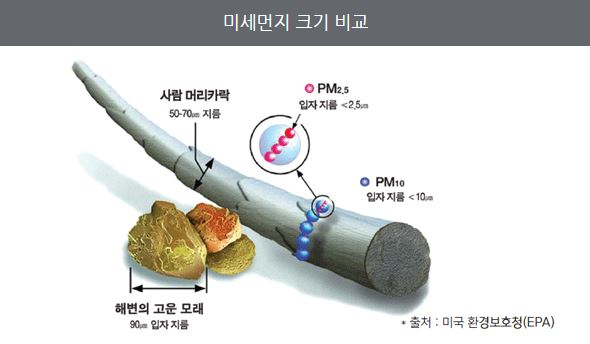 미세먼지 크기 비교
사람 머리카락
50-70㎛ 지름
PM2.5
입자 지름 <2.5㎛
PM10
입자 지름 <10㎛
해변의 고운 모래
90㎛ 입자 지름
* 출처 : 미국 환경보호청(EPA)